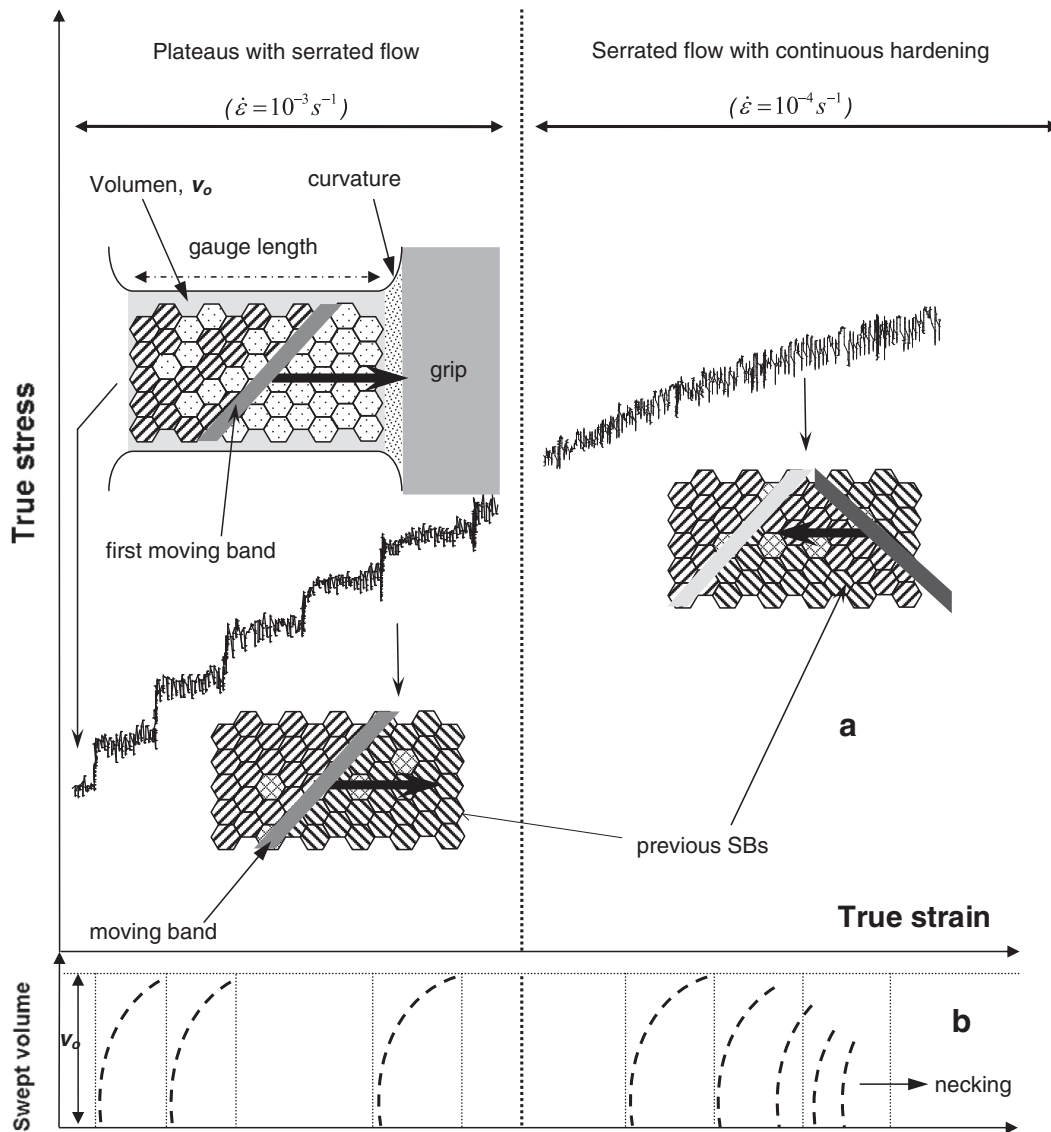 Plateaus with serrated flow
Serrated flow with continuous hardening
(ε̇ = 10⁻³ s⁻¹)
(ε̇ = 10⁻⁴ s⁻¹)
Volumen, vₒ
curvature
gauge length
grip
True stress
first moving band
a
previous SBs
moving band
True strain
Swept volume
vₒ
b
necking